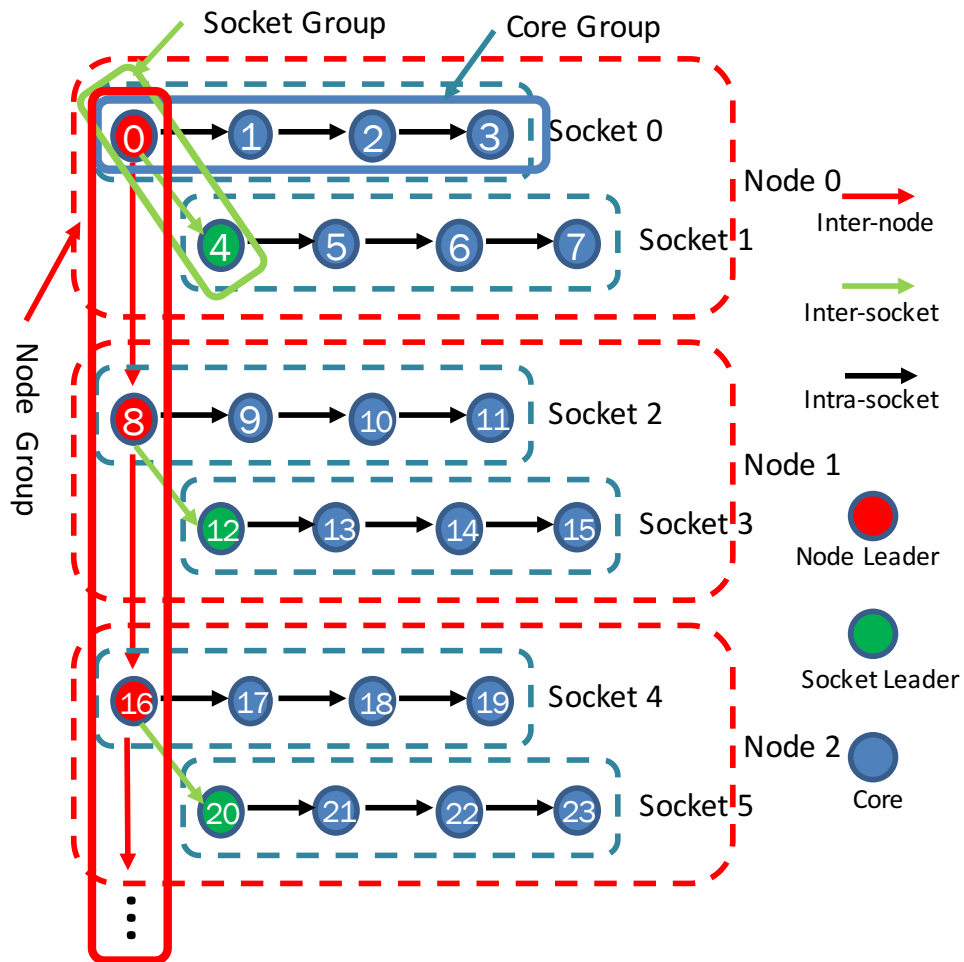 Socket Group
Core Group
0
1
2
3
Socket 0
Node 0
4
5
6
7
Socket 1
Inter-node
Inter-socket
Node Group
Intra-socket
8
9
10
11
Socket 2
Node 1
12
13
14
15
Socket 3
Node Leader
16
17
18
19
Socket 4
Socket Leader
Node 2
20
21
22
23
Socket 5
Core